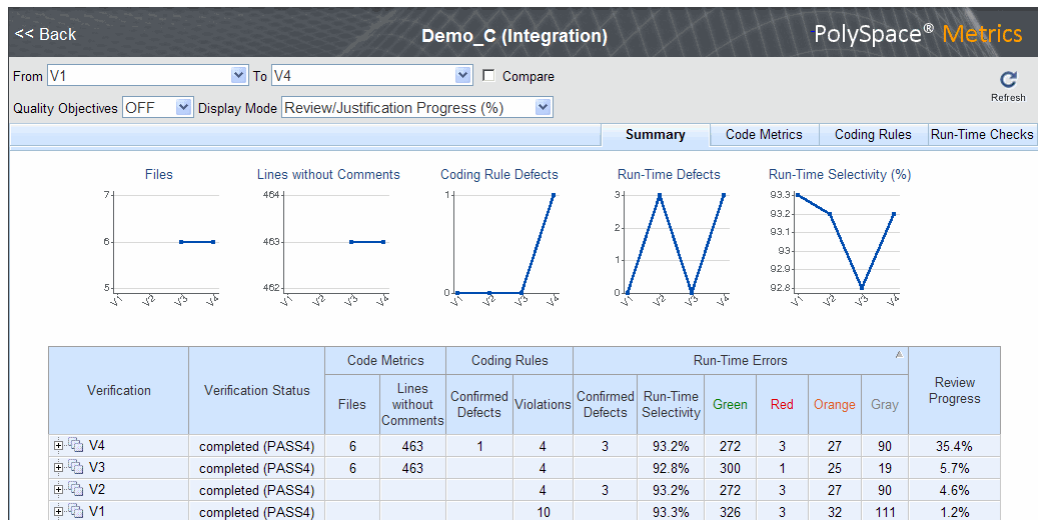 << Back Demo_C (Integration) PolySpace® Metrics
From V1 To V4 Compare
Refresh
Quality Objectives OFF Display Mode Review/Justification Progress (%)
Summary Code Metrics Coding Rules Run-Time Checks
Files Lines without Comments Coding Rule Defects Run-Time Defects Run-Time Selectivity (%)
7 464 1 3 93.3
93.2
2
6 463 93.1
93
1
92.9
5 462 0 0 92.8
V1 V2 V3 V4 V1 V2 V3 V4 V1 V2 V3 V4 V1 V2 V3 V4 V1 V2 V3 V4
Code Metrics Coding Rules Run-Time Errors
Verification Verification Status Files Lines without Comments Confirmed Defects Violations Confirmed Defects Run-Time Selectivity Green Red Orange Gray Review Progress
V4 completed (PASS4) 6 463 1 4 3 93.2% 272 3 27 90 35.4%
V3 completed (PASS4) 6 463 4 92.8% 300 1 25 19 5.7%
V2 completed (PASS4) 4 3 93.2% 272 3 27 90 4.6%
V1 completed (PASS4) 10 93.3% 326 3 32 111 1.2%